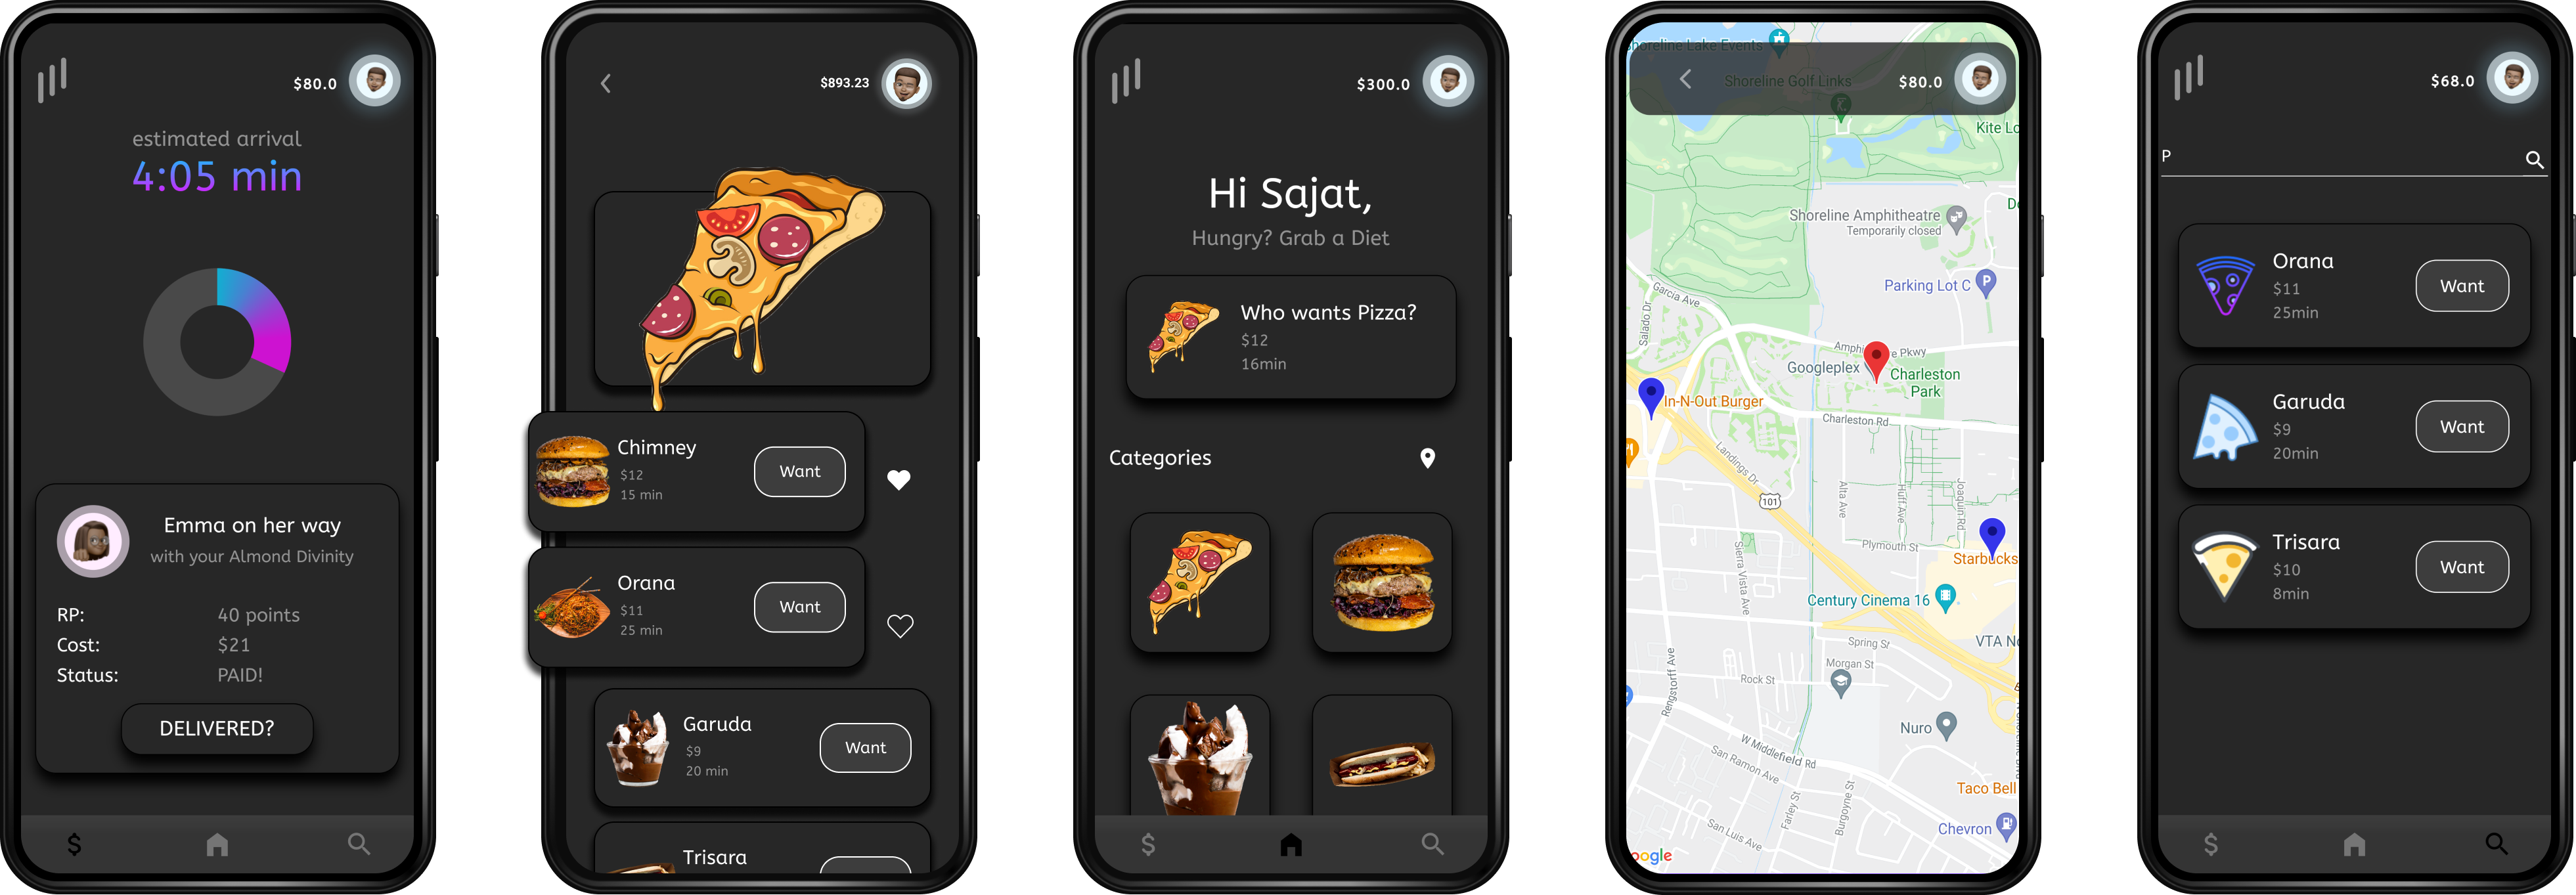 $80.0
estimated arrival
4:05 min
Emma on her way
with your Almond Divinity
RP: 40 points
Cost: $21
Status: PAID!
DELIVERED?
$
$893.23
Chimney
$12
15 min
Want
Orana
$11
25 min
Want
Garuda
$9
20 min
Want
Trisara
$300.0
Hi Sajat,
Hungry? Grab a Diet
Who wants Pizza?
$12
16min
Categories
$
Shoreline Lake Events
Shoreline Golf Links
$80.0
Kite Lo
Shoreline Amphitheatre
Temporarily closed
Parking Lot C
P
Garcia Ave
Salado Dr
Amphi
e Pkwy
Googleplex
Charleston
Park
In-N-Out Burger
Charleston Rd
Landings Dr
101
Alta Ave
Huff Ave
Joaquin Rd
Plymouth St
Starbucks
Sierra Vista Ave
Century Cinema 16
Spring St
VTA No
Morgan St
Rock St
Rengstorff Ave
Nuro
W Middlefield Rd
San Ramon Ave
Farley St
Burgoyne St
Taco Bell
San Luis Ave
Chevron
oogle
$68.0
P
Orana
$11
25min
Want
Garuda
$9
20min
Want
Trisara
$10
8min
Want
$